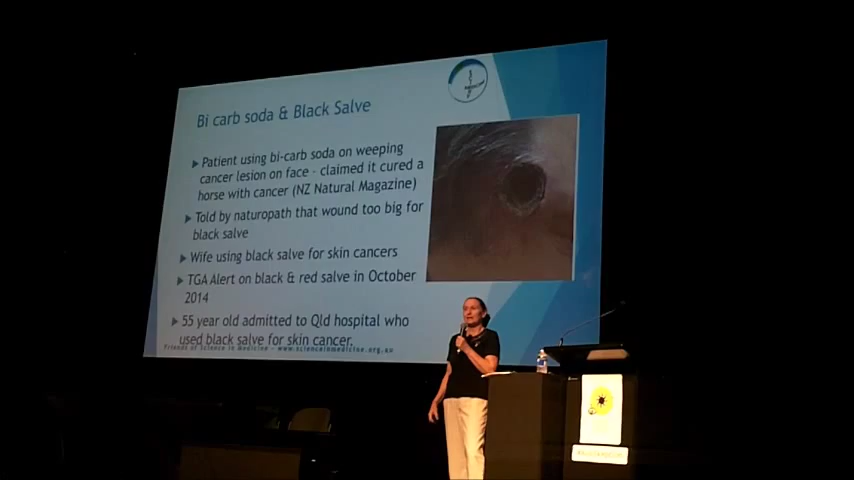 Bi carb soda & Black Salve
Patient using bi-carb soda on weeping
cancer lesion on face - claimed it cured a
horse with cancer (NZ Natural Magazine)
Told by naturopath that wound too big for
black salve
Wife using black salve for skin cancers
TGA Alert on black & red salve in October
2014
55 year old admitted to Qld hospital who
used black salve for skin cancer.
Friends of Science in Medicine - www.scienceinmedicine.org.au